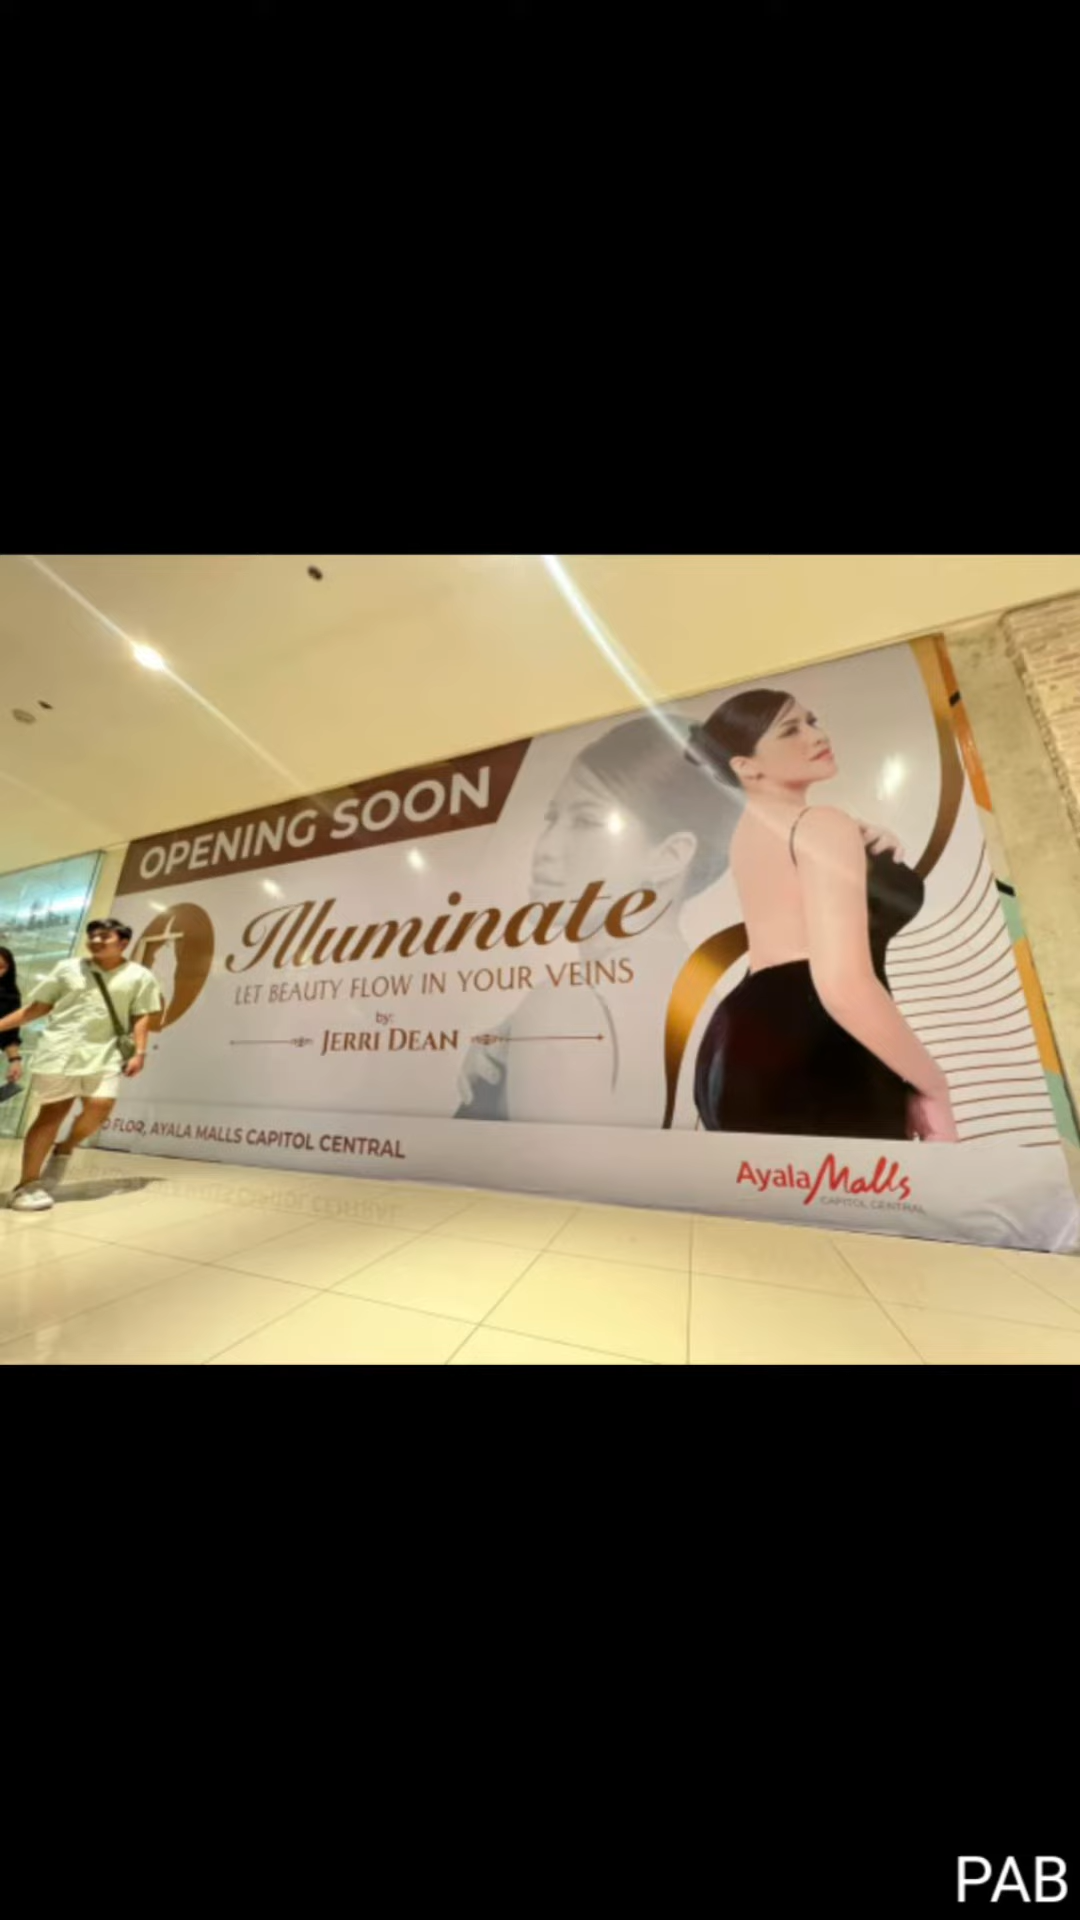 OPENING SOON
Illuminate
LET BEAUTY FLOW IN YOUR VEINS
by:
JERRI DEAN
FLOOR, AYALA MALLS CAPITOL CENTRAL
Ayala Malls
CAPITOL CENTRAL
PAB